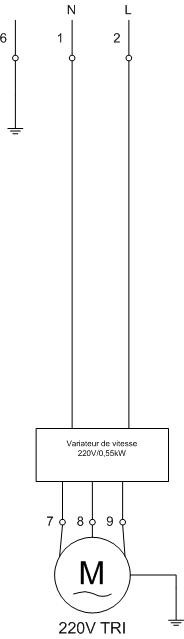 N L
6 1 2
Variateur de vitesse
220V/0,55kW
7 8 9
M
220V TRI